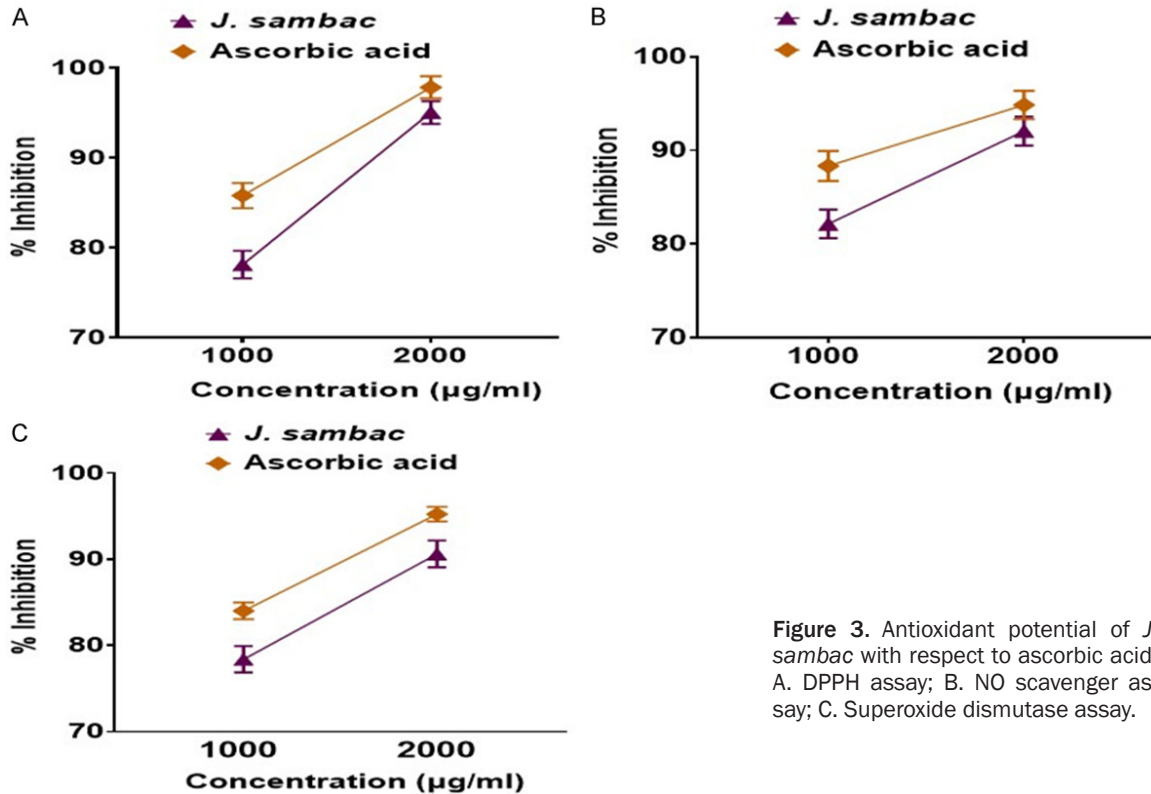 A
J. sambac
Ascorbic acid
100
90
80
70
% Inhibition
1000 2000
Concentration (µg/ml)
B
J. sambac
Ascorbic acid
100
90
80
70
% Inhibition
1000 2000
Concentration (µg/ml)
C
J. sambac
Ascorbic acid
100
90
80
70
% Inhibition
1000 2000
Concentration (µg/ml)
Figure 3. Antioxidant potential of J.
sambac with respect to ascorbic acid.
A. DPPH assay; B. NO scavenger as-
say; C. Superoxide dismutase assay.